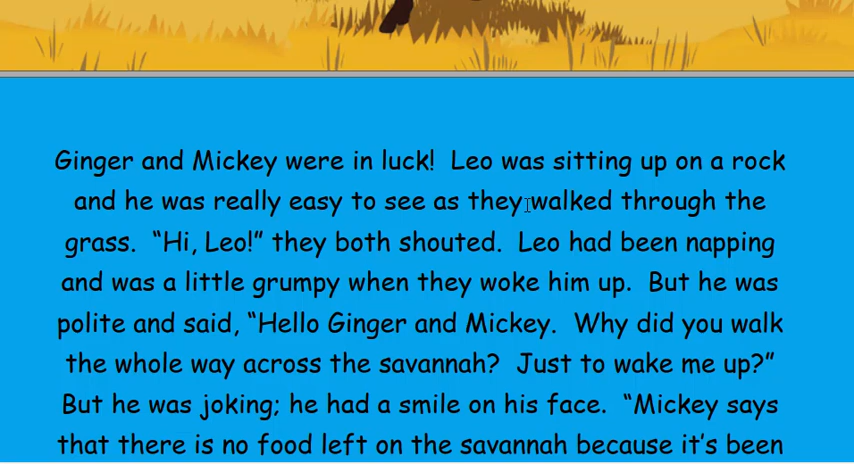 Ginger and Mickey were in luck!  Leo was sitting up on a rock
and he was really easy to see as they walked through the
grass.  “Hi, Leo!” they both shouted.  Leo had been napping
and was a little grumpy when they woke him up.  But he was
polite and said, “Hello Ginger and Mickey.  Why did you walk
the whole way across the savannah?  Just to wake me up?”
But he was joking; he had a smile on his face.  “Mickey says
that there is no food left on the savannah because it’s been